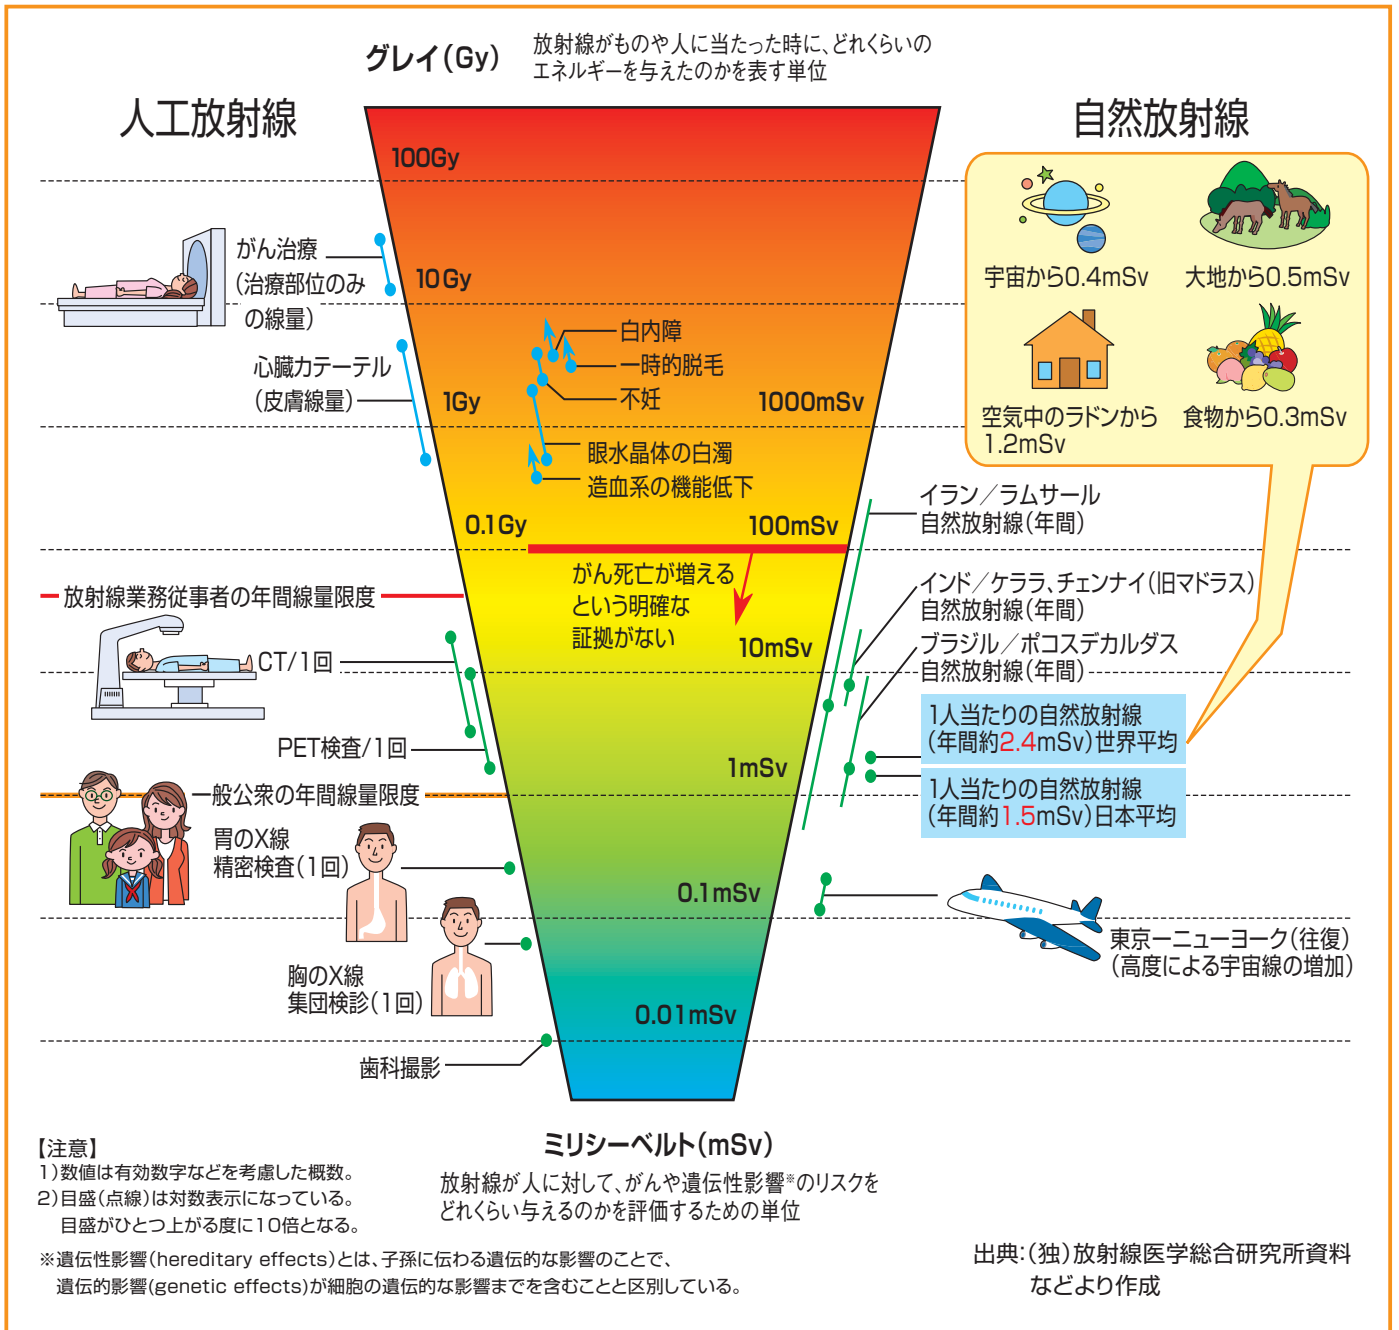 グレイ(Gy)
放射線がものや人に当たった時に、どれくらいの
エネルギーを与えたのかを表す単位
人工放射線
自然放射線
100Gy
10Gy
1Gy
0.1Gy
1000mSv
100mSv
10mSv
1mSv
0.1mSv
0.01mSv
がん治療
(治療部位のみ
の線量)
心臓カテーテル
(皮膚線量)
白内障
一時的脱毛
不妊
眼水晶体の白濁
造血系の機能低下
がん死亡が増える
という明確な
証拠がない
放射線業務従事者の年間線量限度
CT/1回
PET検査/1回
一般公衆の年間線量限度
胃のX線
精密検査(1回)
胸のX線
集団検診(1回)
歯科撮影
宇宙から0.4mSv
大地から0.5mSv
空気中のラドンから
1.2mSv
食物から0.3mSv
イラン/ラムサール
自然放射線(年間)
インド/ケララ、チェンナイ(旧マドラス)
自然放射線(年間)
ブラジル/ポコスデカルダス
自然放射線(年間)
1人当たりの自然放射線
(年間約2.4mSv)世界平均
1人当たりの自然放射線
(年間約1.5mSv)日本平均
東京ーニューヨーク(往復)
(高度による宇宙線の増加)
ミリシーベルト(mSv)
放射線が人に対して、がんや遺伝性影響※のリスクを
どれくらい与えるのかを評価するための単位
【注意】
1)数値は有効数字などを考慮した概数。
2)目盛(点線)は対数表示になっている。
目盛がひとつ上がる度に10倍となる。
※遺伝性影響(hereditary effects)とは、子孫に伝わる遺伝的な影響のことで、
遺伝的影響(genetic effects)が細胞の遺伝的な影響までを含むことと区別している。
出典:(独)放射線医学総合研究所資料
などより作成